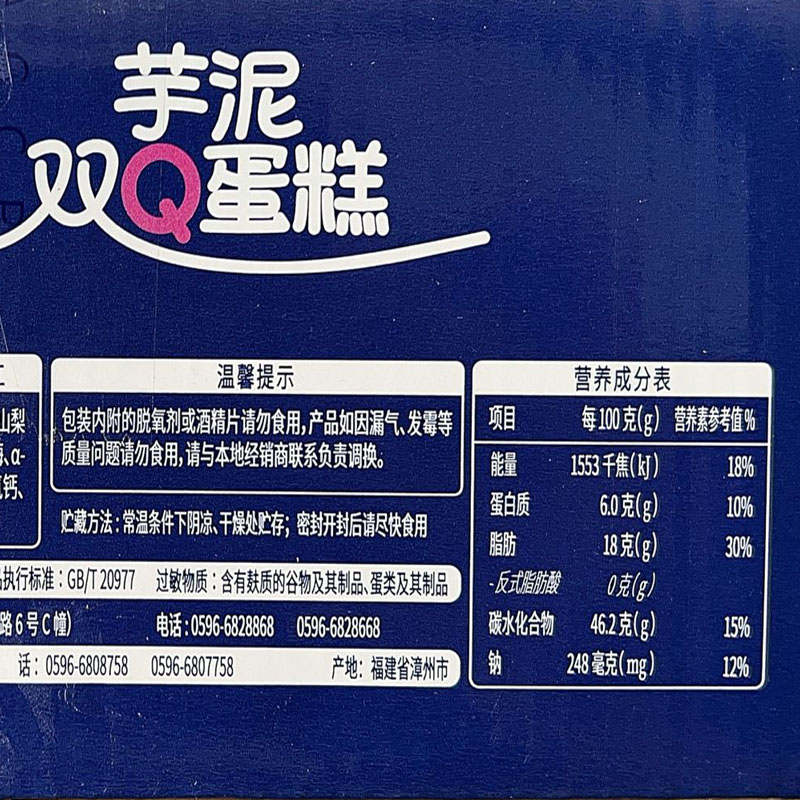 芋泥
双Q蛋糕
温馨提示
包装内附的脱氧剂或酒精片请勿食用,产品如因漏气、发霉等
质量问题请勿食用,请与本地经销商联系负责调换。
贮藏方法:常温条件下阴凉、干燥处贮存;密封开封后请尽快食用
山梨
、α-
钙、
执行标准:GB/T 20977 过敏物质:含有麸质的谷物及其制品、蛋类及其制品
路6号C幢) 电话:0596-6828868 0596-6828668
话:0596-6808758 0596-6807758 产地:福建省漳州市
营养成分表
项目 每100克(g) 营养素参考值%
能量 1553千焦(kJ) 18%
蛋白质 6.0克(g) 10%
脂肪 18克(g) 30%
-反式脂肪酸 0克(g)
碳水化合物 46.2克(g) 15%
钠 248毫克(mg) 12%